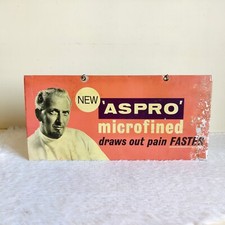 NEW
'ASPRO'
microfined
draws out pain FASTER